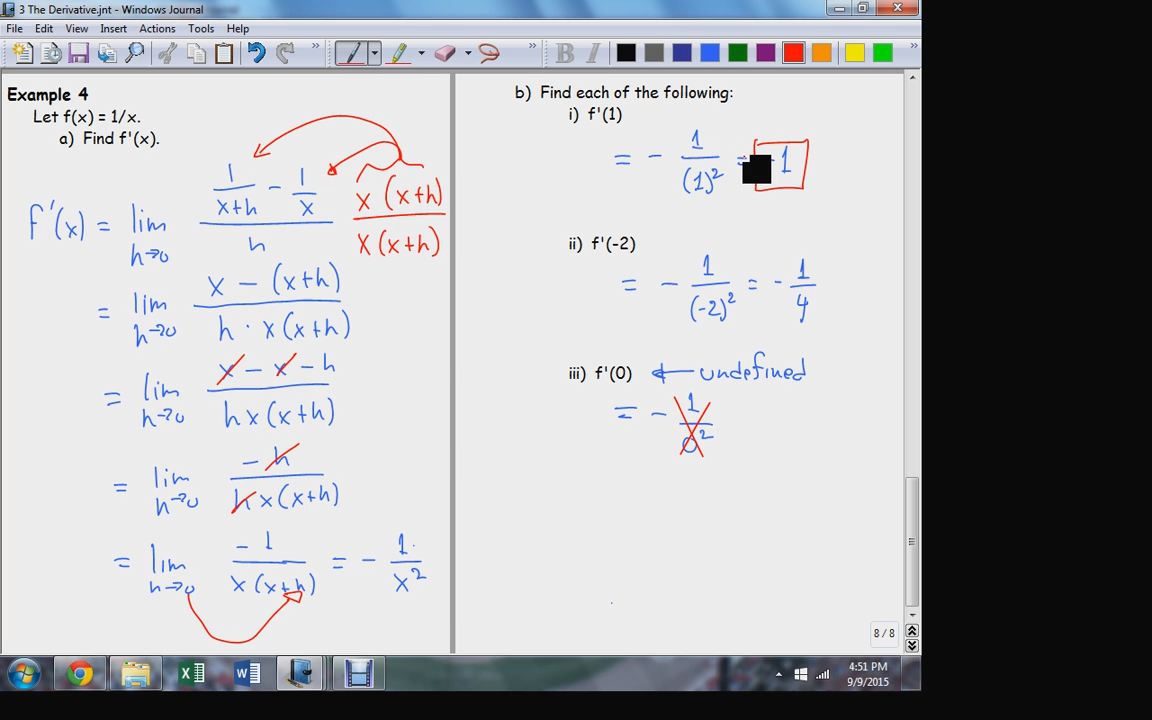 3 The Derivative.jnt - Windows Journal
File Edit View Insert Actions Tools Help
Example 4
Let f(x) = 1/x.
a) Find f'(x).
f'(x) = lim h→0 (1/(x+h) - 1/x)/h x(x+h)/x(x+h)
= lim h→0 (x - (x+h))/(h · x(x+h))
= lim h→0 (x - x - h)/(hx(x+h))
= lim h→0 -h/(hx(x+h))
= lim h→0 -1/(x(x+h)) = - 1/x²
b) Find each of the following:
i) f'(1)
= - 1/(1)² = -1
ii) f'(-2)
= - 1/(-2)² = - 1/4
iii) f'(0) ← undefined
= - 1/0²
8 / 8
4:51 PM
9/9/2015